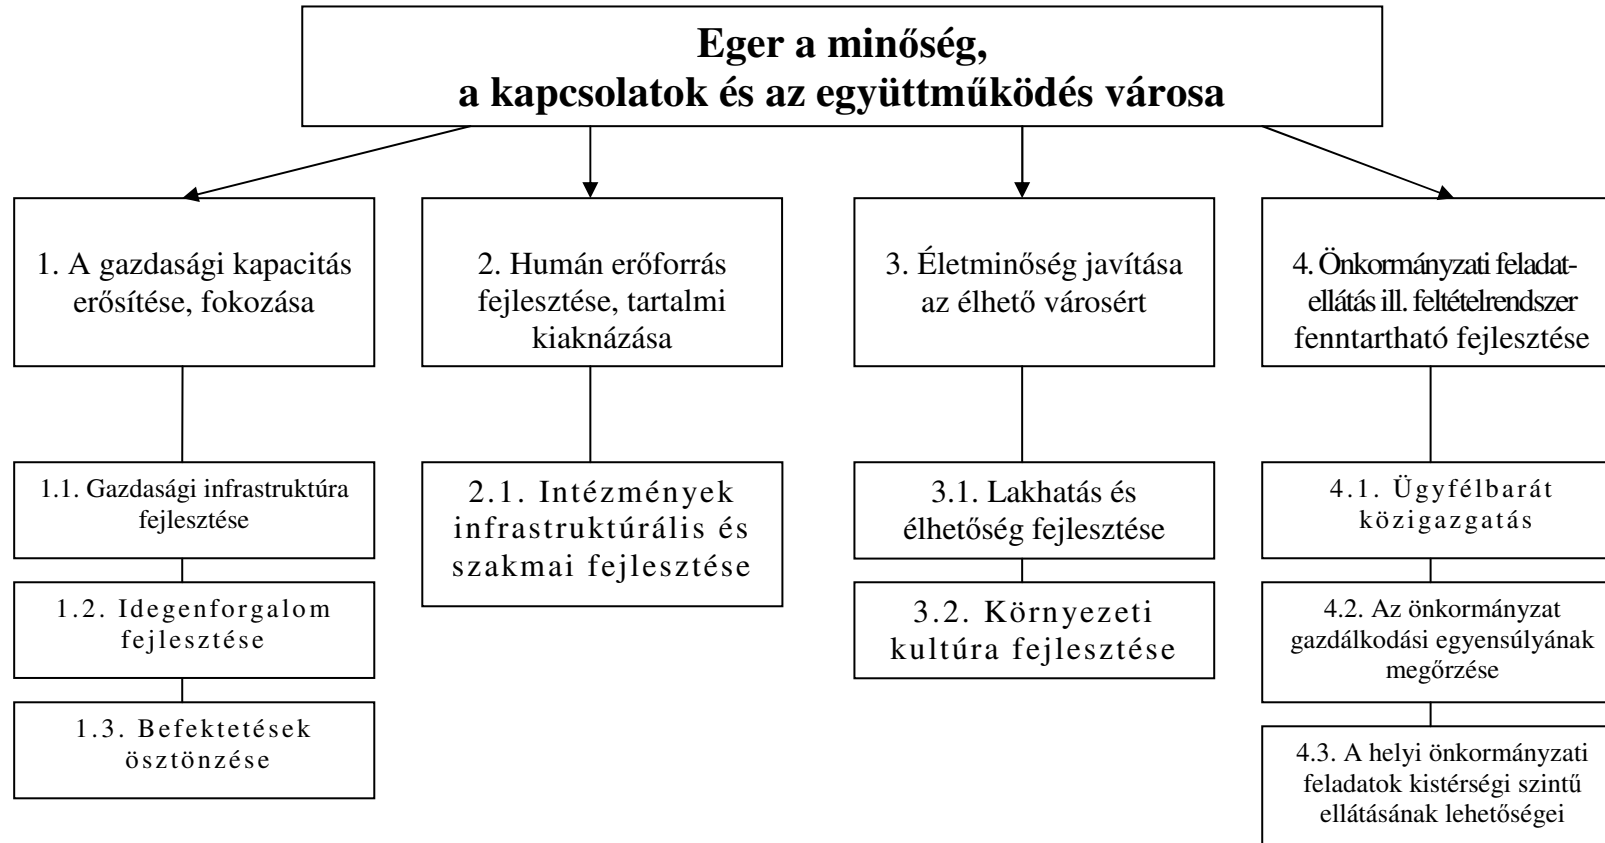 Eger a minőség,
a kapcsolatok és az együttműködés városa
1. A gazdasági kapacitás
erősítése, fokozása
2. Humán erőforrás
fejlesztése, tartalmi
kiaknázása
3. Életminőség javítása
az élhető városért
4. Önkormányzati feladat-
ellátás ill. feltételrendszer
fenntartható fejlesztése
1.1. Gazdasági infrastruktúra
fejlesztése
1.2. Idegenforgalom
fejlesztése
1.3. Befektetések
ösztönzése
2.1. Intézmények
infrastruktúrális és
szakmai fejlesztése
3.1. Lakhatás és
élhetőség fejlesztése
3.2. Környezeti
kultúra fejlesztése
4.1. Ügyfélbarát
közigazgatás
4.2. Az önkormányzat
gazdálkodási egyensúlyának
megőrzése
4.3. A helyi önkormányzati
feladatok kistérségi szintű
ellátásának lehetőségei